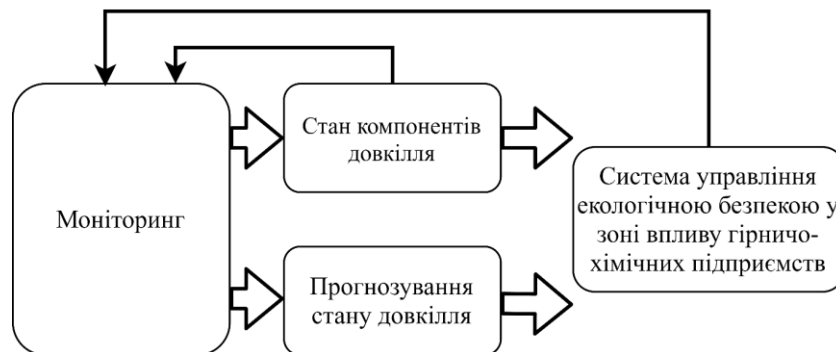 Моніторинг
Стан компонентів
довкілля
Прогнозування
стану довкілля
Система управління
екологічною безпекою у
зоні впливу гірничо-
хімічних підприємств